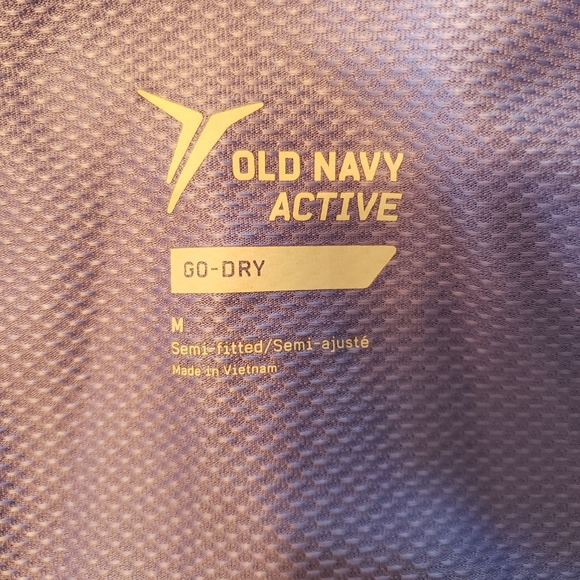 OLD NAVY
ACTIVE
GO-DRY
M
Semi-fitted/Semi-ajusté
Made in Vietnam